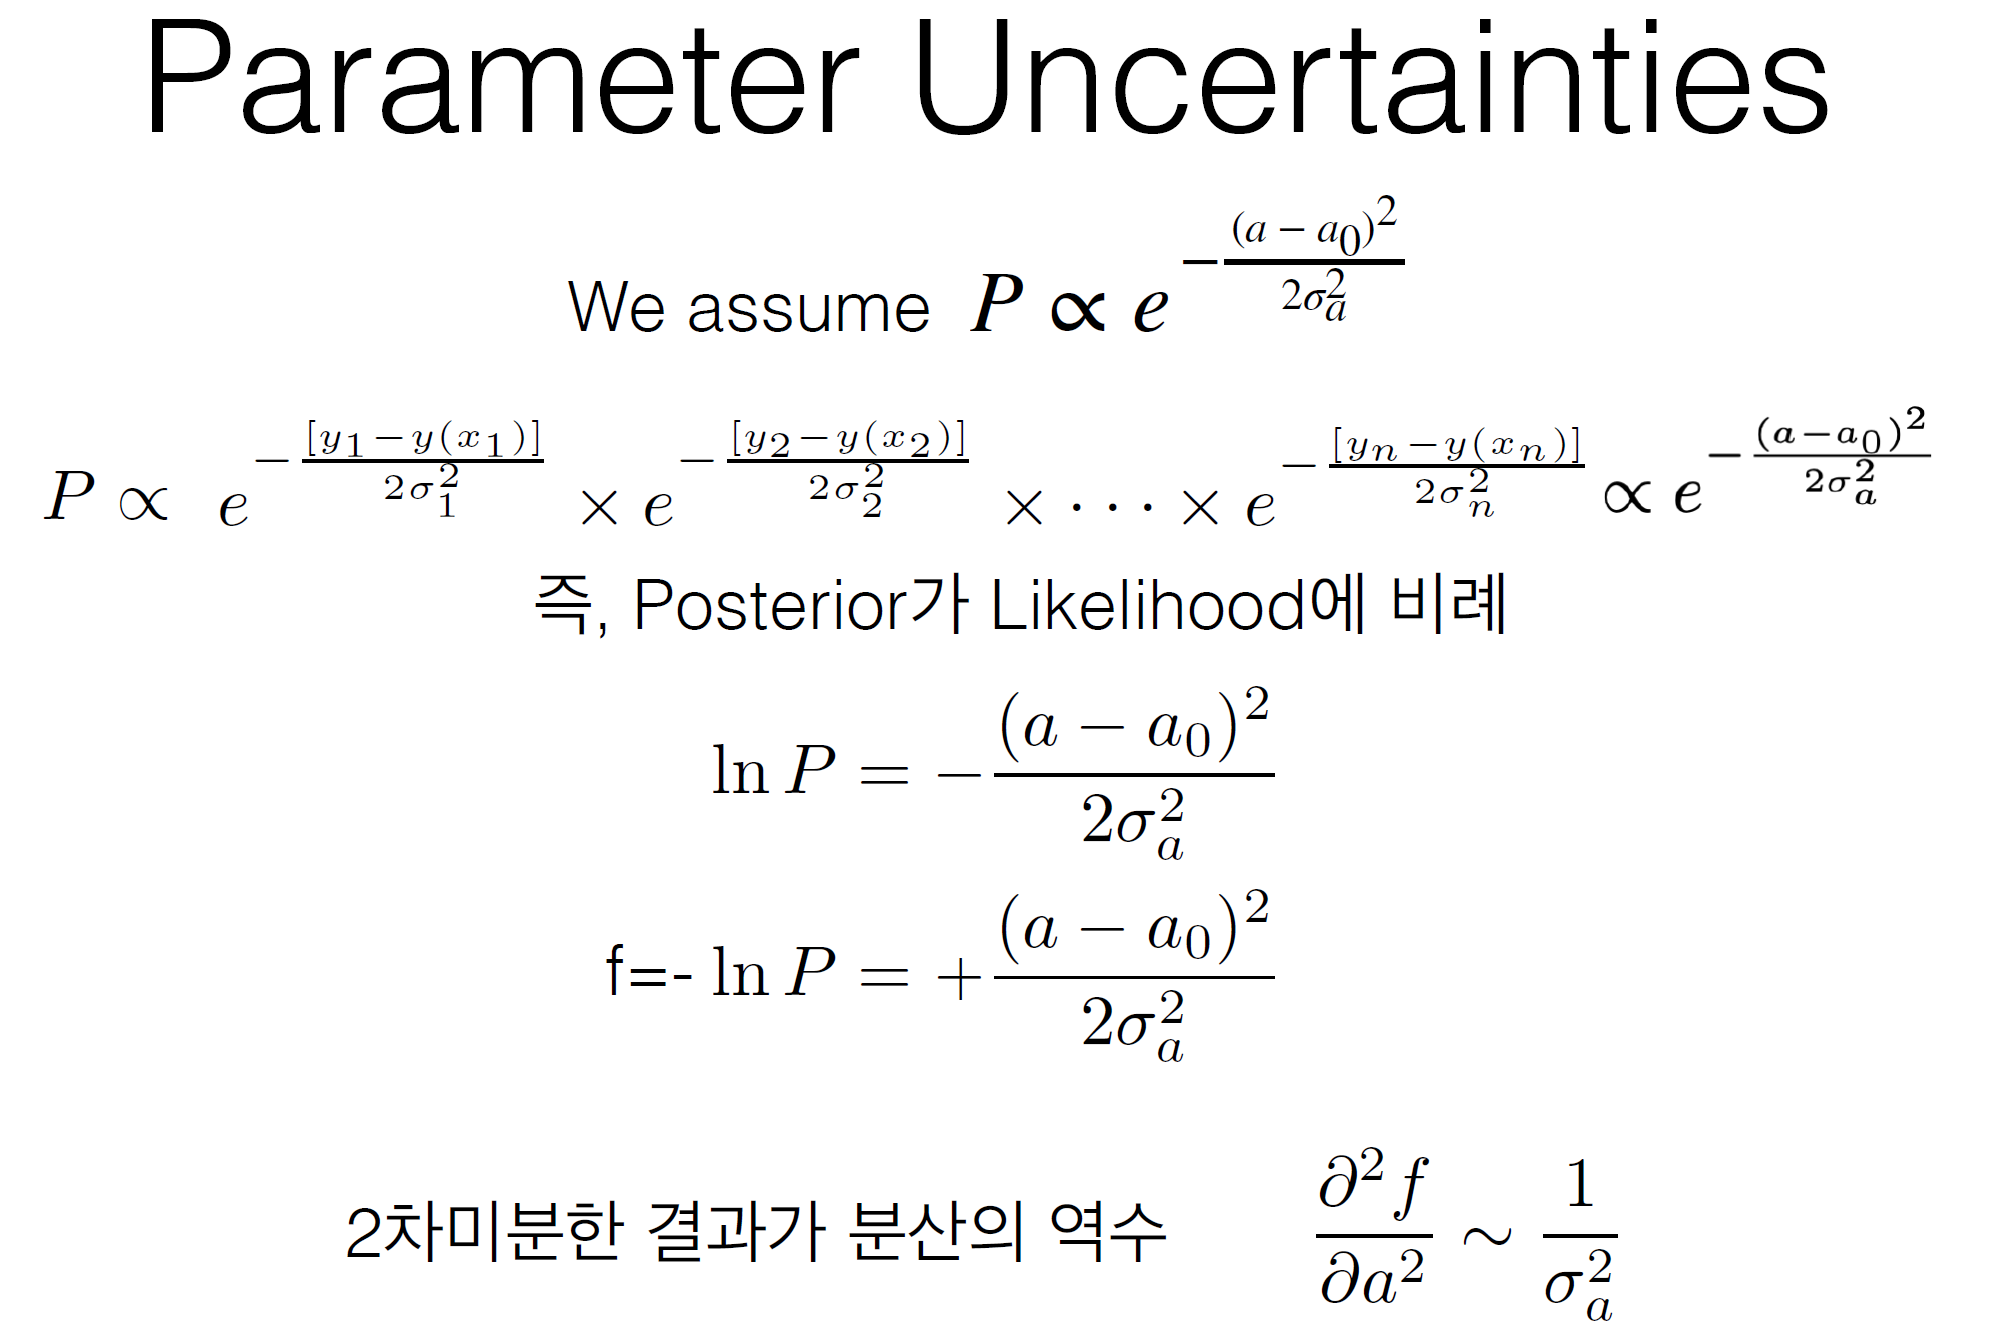 Parameter Uncertainties
We assume $P \propto e^{-\frac{(a-a_0)^2}{2\sigma_a^2}}$
$P \propto e^{-\frac{[y_1-y(x_1)]}{2\sigma_1^2}} \times e^{-\frac{[y_2-y(x_2)]}{2\sigma_2^2}} \times \cdots \times e^{-\frac{[y_n-y(x_n)]}{2\sigma_n^2}} \propto e^{-\frac{(a-a_0)^2}{2\sigma_a^2}}$
즉, Posterior가 Likelihood에 비례
$\ln P = -\frac{(a-a_0)^2}{2\sigma_a^2}$
f=- $\ln P = +\frac{(a-a_0)^2}{2\sigma_a^2}$
2차미분한 결과가 분산의 역수 $\frac{\partial^2 f}{\partial a^2} \sim \frac{1}{\sigma_a^2}$